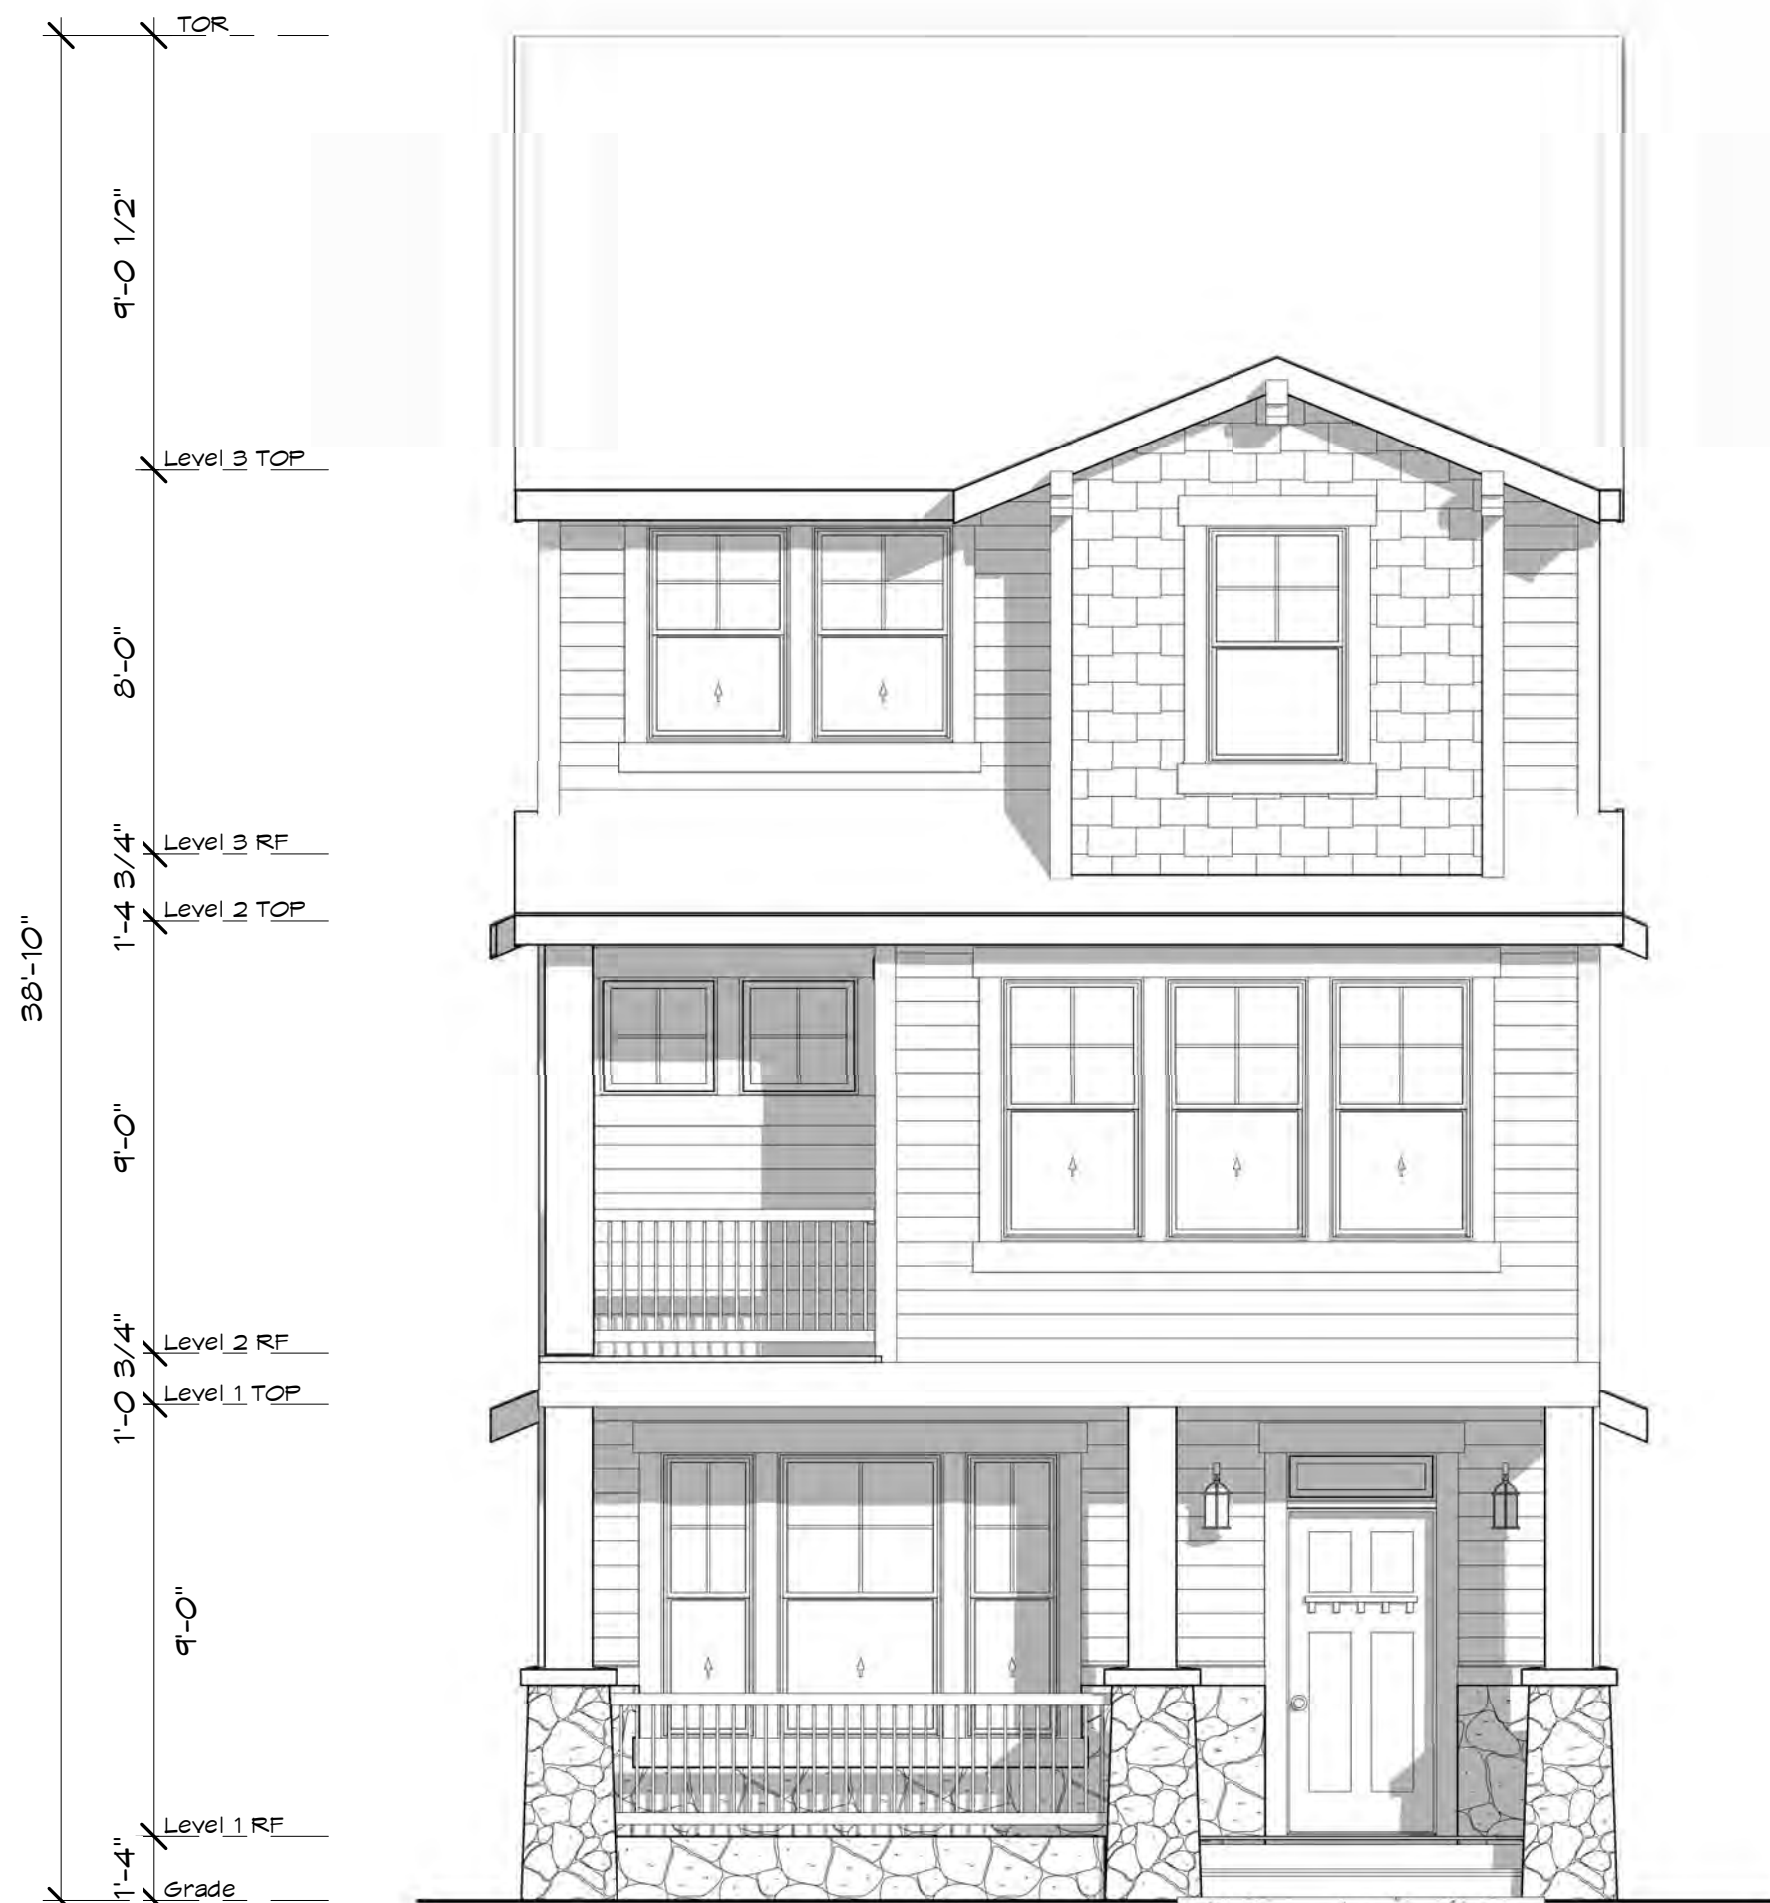 TOR
9'-0 1/2"
Level 3 TOP
8'-0"
Level 3 RF
1'-4 3/4"
Level 2 TOP
38'-10"
9'-0"
Level 2 RF
1'-0 3/4"
Level 1 TOP
9'-0"
Level 1 RF
1'-4"
Grade